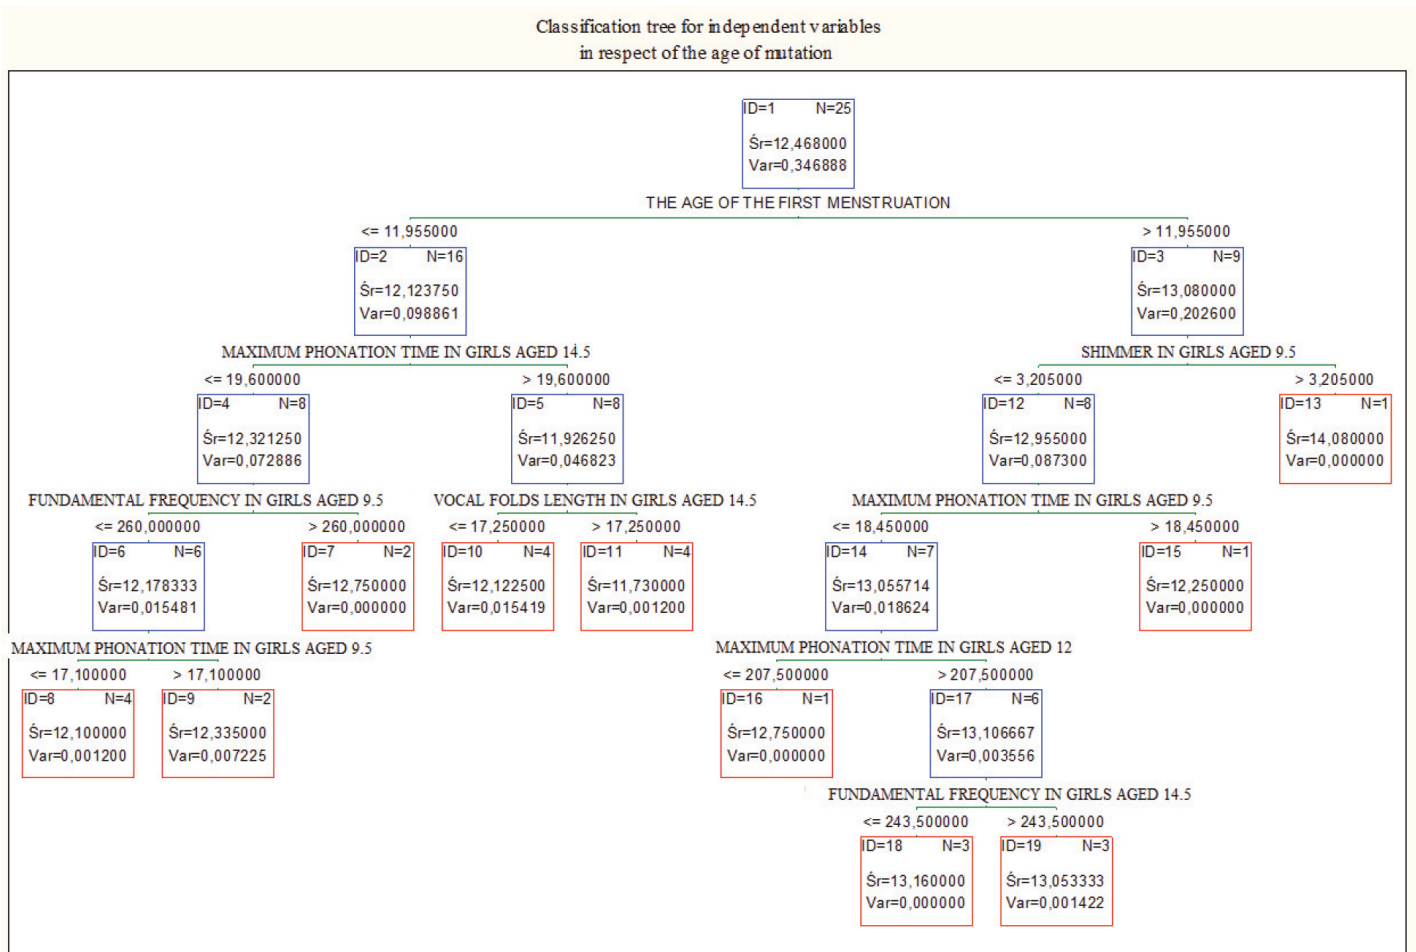 Classification tree for independent variables
in respect of the age of mutation
ID=1 N=25
Śr=12,468000
Var=0,346888
THE AGE OF THE FIRST MENSTRUATION
<= 11,955000 > 11,955000
ID=2 N=16 ID=3 N=9
Śr=12,123750 Śr=13,080000
Var=0,098861 Var=0,202600
MAXIMUM PHONATION TIME IN GIRLS AGED 14.5 SHIMMER IN GIRLS AGED 9.5
<= 19,600000 > 19,600000 <= 3,205000 > 3,205000
ID=4 N=8 ID=5 N=8 ID=12 N=8 ID=13 N=1
Śr=12,321250 Śr=11,926250 Śr=12,955000 Śr=14,080000
Var=0,072886 Var=0,046823 Var=0,087300 Var=0,000000
FUNDAMENTAL FREQUENCY IN GIRLS AGED 9.5 VOCAL FOLDS LENGTH IN GIRLS AGED 14.5 MAXIMUM PHONATION TIME IN GIRLS AGED 9.5
<= 260,000000 > 260,000000 <= 17,250000 > 17,250000 <= 18,450000 > 18,450000
ID=6 N=6 ID=7 N=2 ID=10 N=4 ID=11 N=4 ID=14 N=7 ID=15 N=1
Śr=12,178333 Śr=12,750000 Śr=12,122500 Śr=11,730000 Śr=13,055714 Śr=12,250000
Var=0,015481 Var=0,000000 Var=0,015419 Var=0,001200 Var=0,018624 Var=0,000000
MAXIMUM PHONATION TIME IN GIRLS AGED 9.5 MAXIMUM PHONATION TIME IN GIRLS AGED 12
<= 17,100000 > 17,100000 <= 207,500000 > 207,500000
ID=8 N=4 ID=9 N=2 ID=16 N=1 ID=17 N=6
Śr=12,100000 Śr=12,335000 Śr=12,750000 Śr=13,106667
Var=0,001200 Var=0,007225 Var=0,000000 Var=0,003556
FUNDAMENTAL FREQUENCY IN GIRLS AGED 14.5
<= 243,500000 > 243,500000
ID=18 N=3 ID=19 N=3
Śr=13,160000 Śr=13,053333
Var=0,000000 Var=0,001422